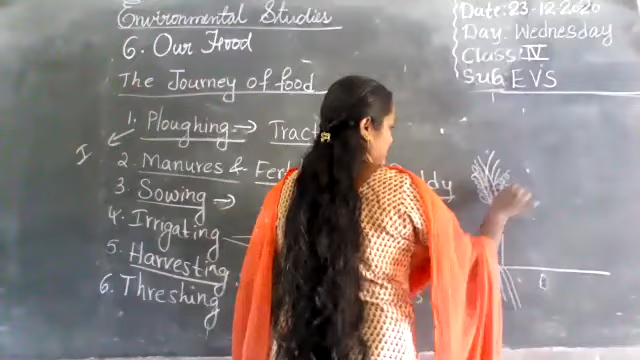 Environmental Studies
6. Our Food
The Journey of food
1. Ploughing → Tract
I
2. Manures &
3. Sowing →
4. Irrigating
5. Harvesting
6. Threshing
Date: 23-12-2020
Day: Wednesday
Class: IV
Sub: EVS